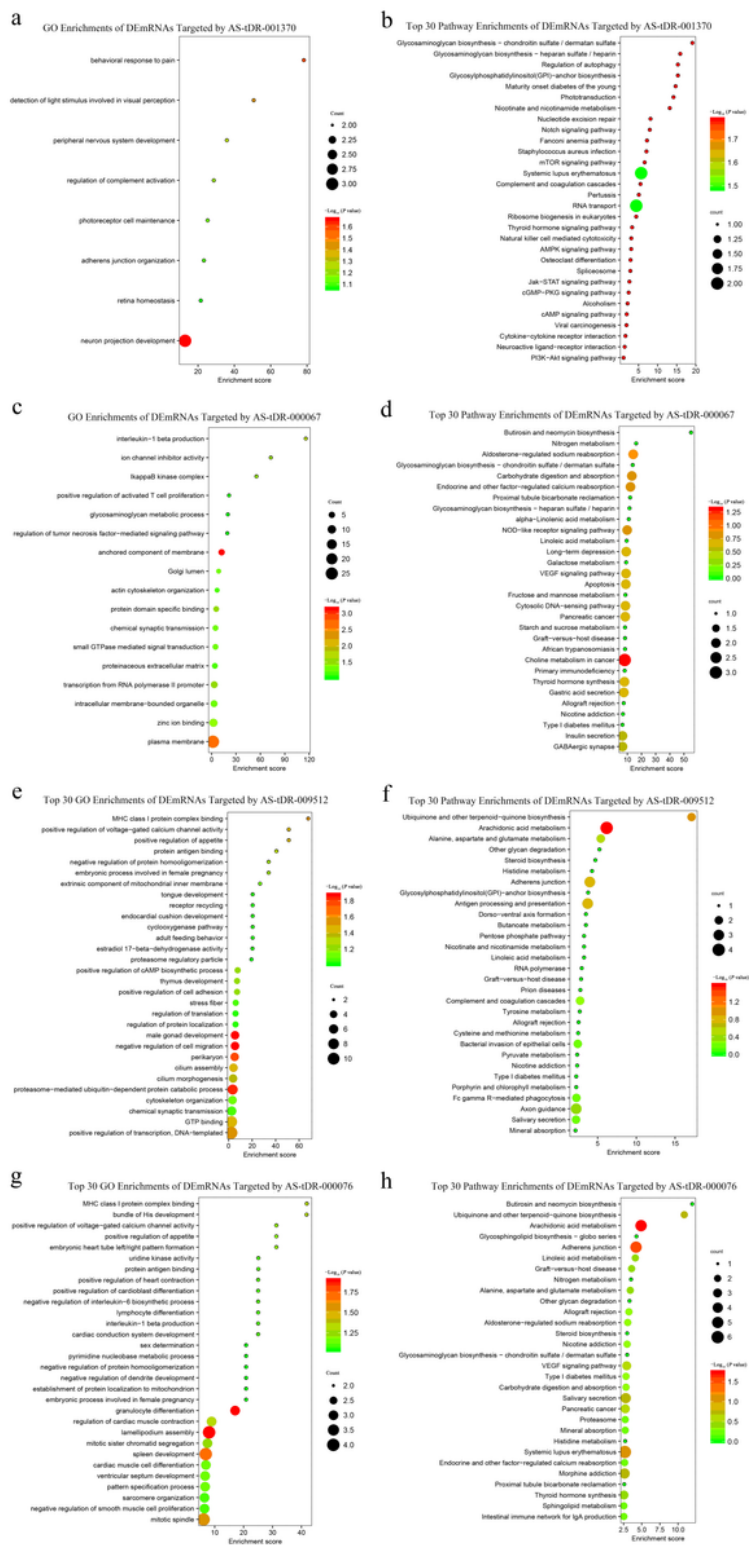 a
GO Enrichments of DEmRNAs Targeted by AS-tDR-001370
behavioral response to pain
detection of light stimulus involved in visual perception
peripheral nervous system development
regulation of complement activation
photoreceptor cell maintenance
adherens junction organization
retina homeostasis
neuron projection development
20 40 60 80
Enrichment score
Count
2.00
2.25
2.50
2.75
3.00
−Log₁₀ (P value)
1.6
1.5
1.4
1.3
1.2
1.1
b
Top 30 Pathway Enrichments of DEmRNAs Targeted by AS-tDR-001370
Glycosaminoglycan biosynthesis − chondroitin sulfate / dermatan sulfate
Glycosaminoglycan biosynthesis − heparan sulfate / heparin
Regulation of autophagy
Glycosylphosphatidylinositol(GPI)−anchor biosynthesis
Maturity onset diabetes of the young
Phototransduction
Nicotinate and nicotinamide metabolism
Nucleotide excision repair
Notch signaling pathway
Fanconi anemia pathway
Staphylococcus aureus infection
mTOR signaling pathway
Systemic lupus erythematosus
Complement and coagulation cascades
Pertussis
RNA transport
Ribosome biogenesis in eukaryotes
Thyroid hormone signaling pathway
Natural killer cell mediated cytotoxicity
AMPK signaling pathway
Osteoclast differentiation
Spliceosome
Jak−STAT signaling pathway
cGMP−PKG signaling pathway
Alcoholism
cAMP signaling pathway
Viral carcinogenesis
Cytokine−cytokine receptor interaction
Neuroactive ligand−receptor interaction
PI3K−Akt signaling pathway
5 10 15 20
Enrichment score
−Log₁₀ (P value)
1.7
1.6
1.5
count
1.00
1.25
1.50
1.75
2.00
c
GO Enrichments of DEmRNAs Targeted by AS-tDR-000067
interleukin−1 beta production
ion channel inhibitor activity
IkappaB kinase complex
positive regulation of activated T cell proliferation
glycosaminoglycan metabolic process
regulation of tumor necrosis factor−mediated signaling pathway
anchored component of membrane
Golgi lumen
actin cytoskeleton organization
protein domain specific binding
chemical synaptic transmission
small GTPase mediated signal transduction
proteinaceous extracellular matrix
transcription from RNA polymerase II promoter
intracellular membrane−bounded organelle
zinc ion binding
plasma membrane
0 30 60 90 120
Enrichment score
Count
5
10
15
20
25
−Log₁₀ (P value)
3.0
2.5
2.0
1.5
d
Top 30 Pathway Enrichments of DEmRNAs Targeted by AS-tDR-000067
Butirosin and neomycin biosynthesis
Nitrogen metabolism
Aldosterone−regulated sodium reabsorption
Glycosaminoglycan biosynthesis − chondroitin sulfate / dermatan sulfate
Carbohydrate digestion and absorption
Endocrine and other factor−regulated calcium reabsorption
Proximal tubule bicarbonate reclamation
Glycosaminoglycan biosynthesis − heparan sulfate / heparin
alpha−Linolenic acid metabolism
NOD−like receptor signaling pathway
Linoleic acid metabolism
Long−term depression
Galactose metabolism
VEGF signaling pathway
Apoptosis
Fructose and mannose metabolism
Cytosolic DNA−sensing pathway
Pancreatic cancer
Starch and sucrose metabolism
Graft−versus−host disease
African trypanosomiasis
Choline metabolism in cancer
Primary immunodeficiency
Thyroid hormone synthesis
Gastric acid secretion
Allograft rejection
Nicotine addiction
Type I diabetes mellitus
Insulin secretion
GABAergic synapse
10 20 30 40 50
Enrichment score
−Log₁₀ (P value)
1.25
1.00
0.75
0.50
0.25
0.00
count
1.0
1.5
2.0
2.5
3.0
e
Top 30 GO Enrichments of DEmRNAs Targeted by AS-tDR-009512
MHC class I protein complex binding
positive regulation of voltage−gated calcium channel activity
positive regulation of appetite
protein antigen binding
negative regulation of protein homooligomerization
embryonic process involved in female pregnancy
extrinsic component of mitochondrial inner membrane
tongue development
receptor recycling
endocardial cushion development
cyclooxygenase pathway
adult feeding behavior
estradiol 17−beta−dehydrogenase activity
proteasome regulatory particle
positive regulation of cAMP biosynthetic process
thymus development
positive regulation of cell adhesion
stress fiber
regulation of translation
regulation of protein localization
male gonad development
negative regulation of cell migration
perikaryon
cilium assembly
cilium morphogenesis
proteasome−mediated ubiquitin−dependent protein catabolic process
cytoskeleton organization
chemical synaptic transmission
GTP binding
positive regulation of transcription, DNA−templated
0 20 40 60
Enrichment score
−Log₁₀ (P value)
1.8
1.6
1.4
1.2
Count
2
4
6
8
10
f
Top 30 Pathway Enrichments of DEmRNAs Targeted by AS-tDR-009512
Ubiquinone and other terpenoid−quinone biosynthesis
Arachidonic acid metabolism
Alanine, aspartate and glutamate metabolism
Other glycan degradation
Steroid biosynthesis
Histidine metabolism
Adherens junction
Glycosylphosphatidylinositol(GPI)−anchor biosynthesis
Antigen processing and presentation
Dorso−ventral axis formation
Butanoate metabolism
Pentose phosphate pathway
Nicotinate and nicotinamide metabolism
Linoleic acid metabolism
RNA polymerase
Graft−versus−host disease
Prion diseases
Complement and coagulation cascades
Tyrosine metabolism
Allograft rejection
Cysteine and methionine metabolism
Bacterial invasion of epithelial cells
Pyruvate metabolism
Nicotine addiction
Type I diabetes mellitus
Porphyrin and chlorophyll metabolism
Fc gamma R−mediated phagocytosis
Axon guidance
Salivary secretion
Mineral absorption
5 10 15
Enrichment score
count
1
2
3
4
−Log₁₀ (P value)
1.2
0.8
0.4
0.0
g
Top 30 GO Enrichments of DEmRNAs Targeted by AS-tDR-000076
MHC class I protein complex binding
bundle of His development
positive regulation of voltage−gated calcium channel activity
positive regulation of appetite
embryonic heart tube left/right pattern formation
uridine kinase activity
protein antigen binding
positive regulation of heart contraction
positive regulation of cardioblast differentiation
negative regulation of interleukin−6 biosynthetic process
lymphocyte differentiation
interleukin−1 beta production
cardiac conduction system development
sex determination
pyrimidine nucleobase metabolic process
negative regulation of protein homooligomerization
negative regulation of dendrite development
establishment of protein localization to mitochondrion
embryonic process involved in female pregnancy
granulocyte differentiation
regulation of cardiac muscle contraction
lamellipodium assembly
mitotic sister chromatid segregation
spleen development
cardiac muscle cell differentiation
ventricular septum development
pattern specification process
sarcomere organization
negative regulation of smooth muscle cell proliferation
mitotic spindle
10 20 30 40
Enrichment score
−Log₁₀ (P value)
1.75
1.50
1.25
Count
2.0
2.5
3.0
3.5
4.0
h
Top 30 Pathway Enrichments of DEmRNAs Targeted by AS-tDR-000076
Butirosin and neomycin biosynthesis
Ubiquinone and other terpenoid−quinone biosynthesis
Arachidonic acid metabolism
Glycosphingolipid biosynthesis − globo series
Adherens junction
Linoleic acid metabolism
Graft−versus−host disease
Nitrogen metabolism
Alanine, aspartate and glutamate metabolism
Other glycan degradation
Allograft rejection
Aldosterone−regulated sodium reabsorption
Steroid biosynthesis
Nicotine addiction
Glycosaminoglycan biosynthesis − chondroitin sulfate / dermatan sulfate
VEGF signaling pathway
Type I diabetes mellitus
Carbohydrate digestion and absorption
Salivary secretion
Pancreatic cancer
Proteasome
Mineral absorption
Histidine metabolism
Systemic lupus erythematosus
Endocrine and other factor−regulated calcium reabsorption
Morphine addiction
Proximal tubule bicarbonate reclamation
Thyroid hormone synthesis
Sphingolipid metabolism
Intestinal immune network for IgA production
2.5 5.0 7.5 10.0
Enrichment score
count
1
2
3
4
5
6
−Log₁₀ (P value)
1.5
1.0
0.5
0.0